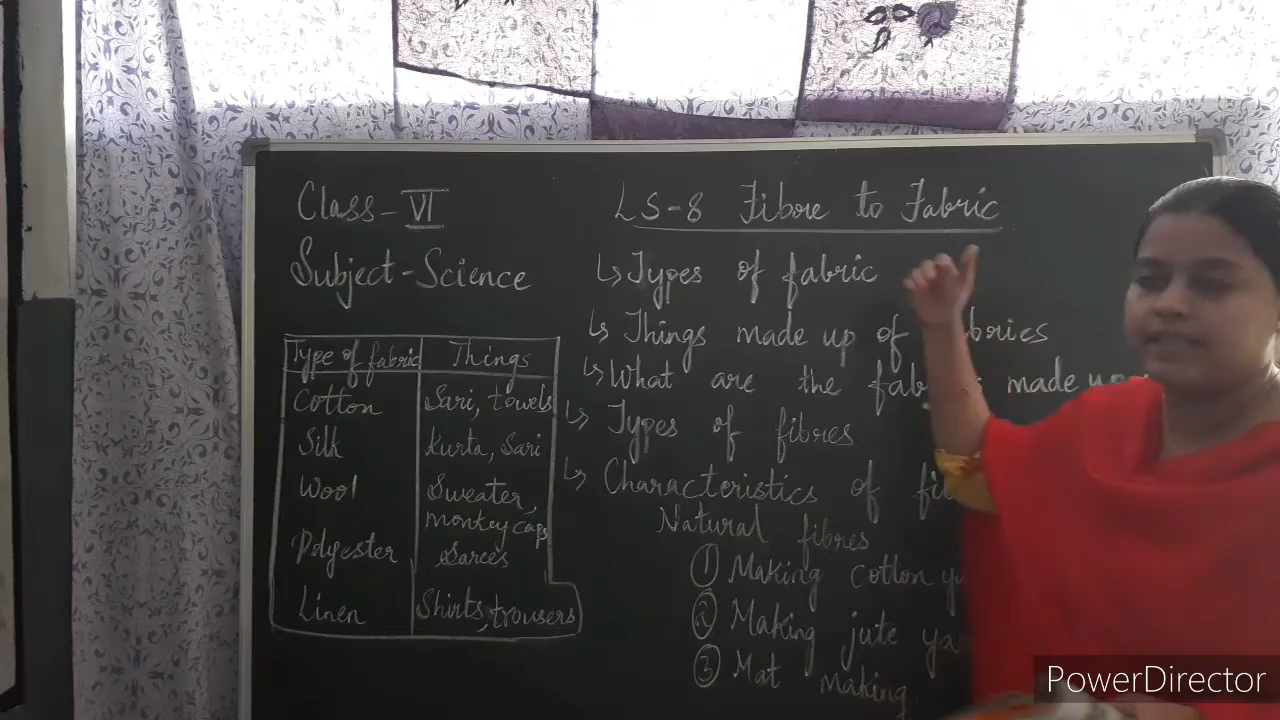 Class-VI
Subject-Science
Type of fabric Things
Cotton Sari, towels
Silk Kurta, Sari
Wool Sweater, monkey caps
Polyester Sarees
Linen Shirts, trousers
LS-8 Fibre to Fabric
↳ Types of fabric
↳ Things made up of
↳ What are the made
↳ Types of fibres
↳ Characteristics of
Natural fibres
① Making cotton
② Making jute
③ Mat making
PowerDirector